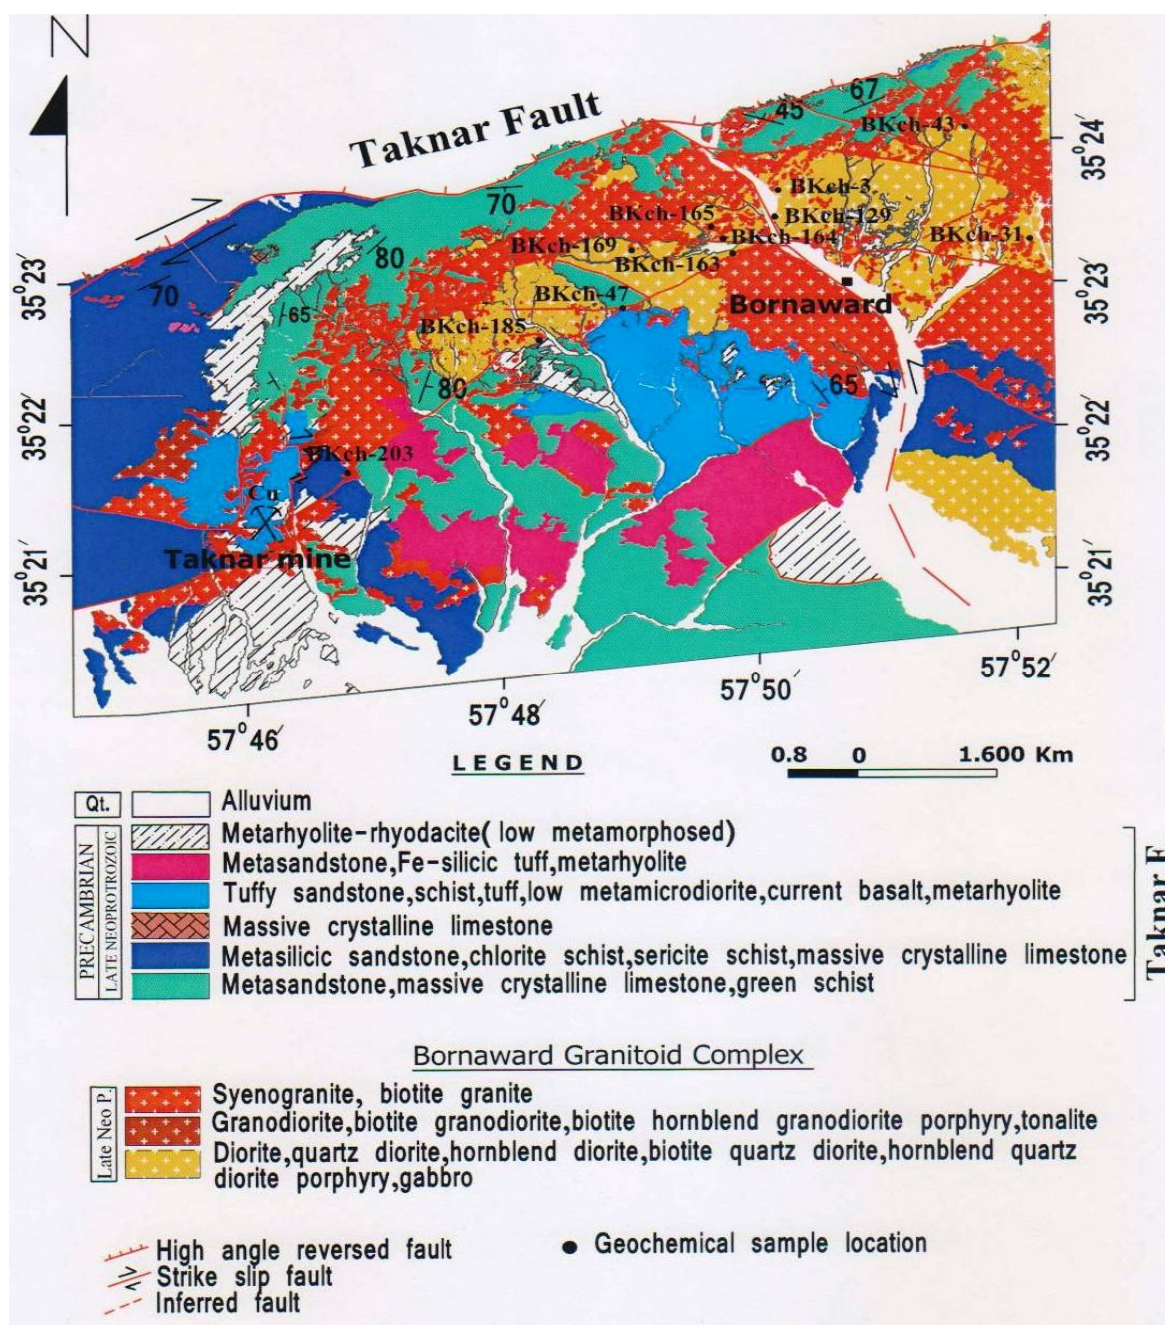 N
Taknar Fault
67
45
BKch-43
35°24′
70
BKch-3
BKch-165
BKch-129
BKch-164
BKch-31
BKch-169
80
BKch-163
35°23′
35°23′
70
BKch-47
Bornaward
65
BKch-185
80
65
35°22′
35°22′
BKch-203
Cu
Taknar mine
35°21′
35°21′
57°46′
57°48′
57°50′
57°52′
LEGEND
0.8 0 1.600 Km
Qt.
Alluvium
PRECAMBRIAN
LATE NEOPROTROZOIC
Metarhyolite-rhyodacite( low metamorphosed)
Metasandstone,Fe-silicic tuff,metarhyolite
Tuffy sandstone,schist,tuff,low metamicrodiorite,current basalt,metarhyolite
Massive crystalline limestone
Metasilicic sandstone,chlorite schist,sericite schist,massive crystalline limestone
Metasandstone,massive crystalline limestone,green schist
Taknar F
Bornaward Granitoid Complex
Late Neo P.
Syenogranite, biotite granite
Granodiorite,biotite granodiorite,biotite hornblend granodiorite porphyry,tonalite
Diorite,quartz diorite,hornblend diorite,biotite quartz diorite,hornblend quartz
diorite porphyry,gabbro
High angle reversed fault
Geochemical sample location
Strike slip fault
Inferred fault